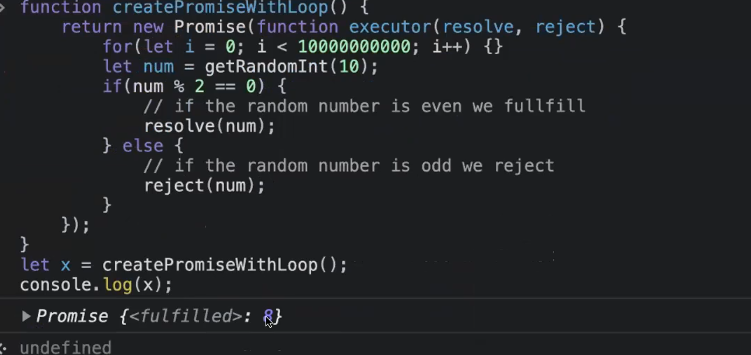 function createPromiseWithLoop() {
    return new Promise(function executor(resolve, reject) {
        for(let i = 0; i < 10000000000; i++) {}
        let num = getRandomInt(10);
        if(num % 2 == 0) {
            // if the random number is even we fullfill
            resolve(num);
        } else {
            // if the random number is odd we reject
            reject(num);
        }
    });
}
let x = createPromiseWithLoop();
console.log(x);
▶ Promise {<fulfilled>: 8}
undefined